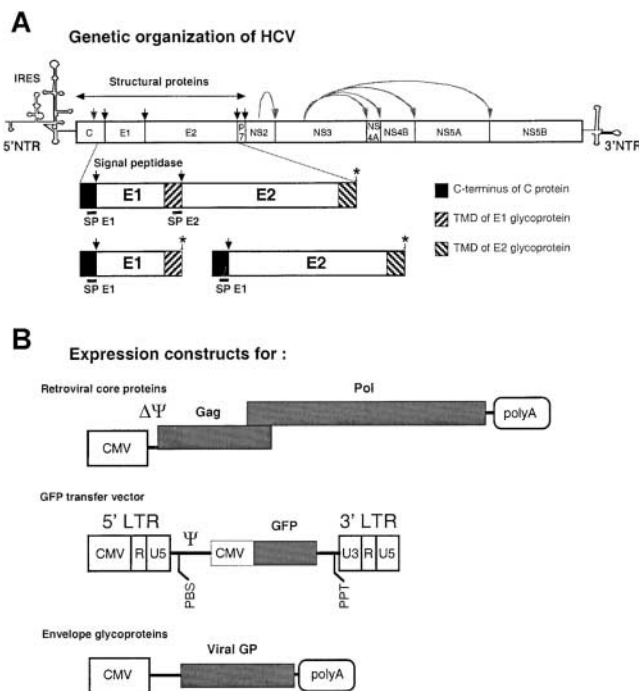 A
Genetic organization of HCV
IRES
Structural proteins
C E1 E2 P7 NS2 NS3 NS4A NS4B NS5A NS5B
5'NTR
3'NTR
Signal peptidase
*
E1 E2
SP E1 SP E2
* *
E1 E2
SP E1 SP E1
C-terminus of C protein
TMD of E1 glycoprotein
TMD of E2 glycoprotein
B
Expression constructs for :
Retroviral core proteins
Pol
ΔΨ Gag
CMV polyA
GFP transfer vector
5' LTR Ψ GFP 3' LTR
CMV R U5 CMV U3 R U5
PBS PPT
Envelope glycoproteins
Viral GP
CMV polyA